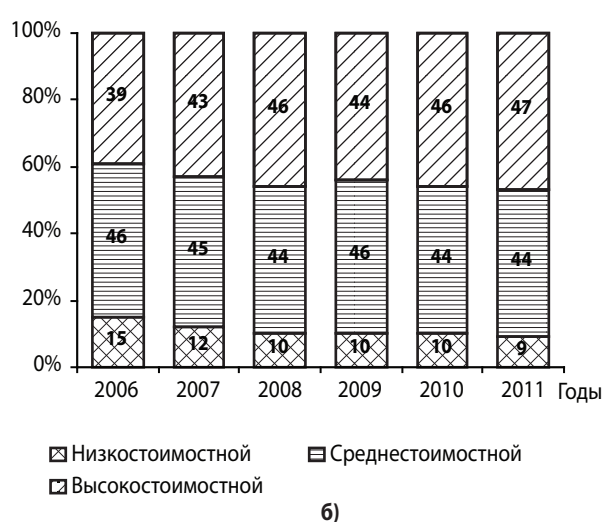 100%
39 43 46 44 46 47
80%
60%
46 45 44 46 44 44
40%
20%
15 12 10 10 10 9
0%
2006 2007 2008 2009 2010 2011 Годы
Низкостоимостной Среднестоимостной
Высокостоимостной
б)